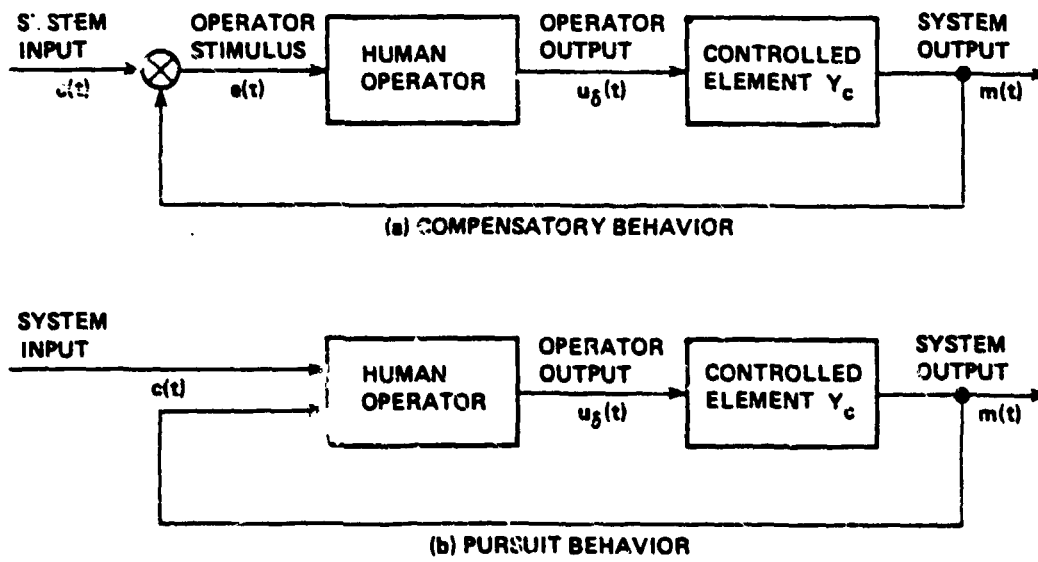 S. STEM
INPUT
c(t)
OPERATOR
STIMULUS
e(t)
HUMAN
OPERATOR
OPERATOR
OUTPUT
uδ(t)
CONTROLLED
ELEMENT Yc
SYSTEM
OUTPUT
m(t)
(a) COMPENSATORY BEHAVIOR
SYSTEM
INPUT
c(t)
HUMAN
OPERATOR
OPERATOR
OUTPUT
uδ(t)
CONTROLLED
ELEMENT Yc
SYSTEM
OUTPUT
m(t)
(b) PURSUIT BEHAVIOR